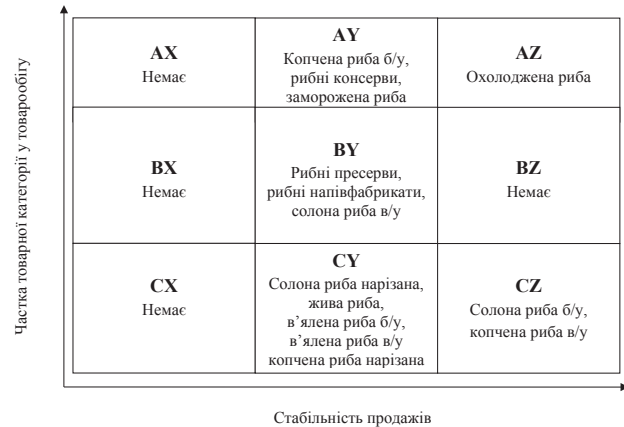 Частка товарної категорії у товарообігу
AX
Немає
AY
Копчена риба б/у,
рибні консерви,
заморожена риба
AZ
Охолоджена риба
BX
Немає
BY
Рибні пресерви,
рибні напівфабрикати,
солона риба в/у
BZ
Немає
CX
Немає
CY
Солона риба нарізана,
жива риба,
в’ялена риба б/у,
в’ялена риба в/у
копчена риба нарізана
CZ
Солона риба б/у,
копчена риба в/у
Стабільність продажів